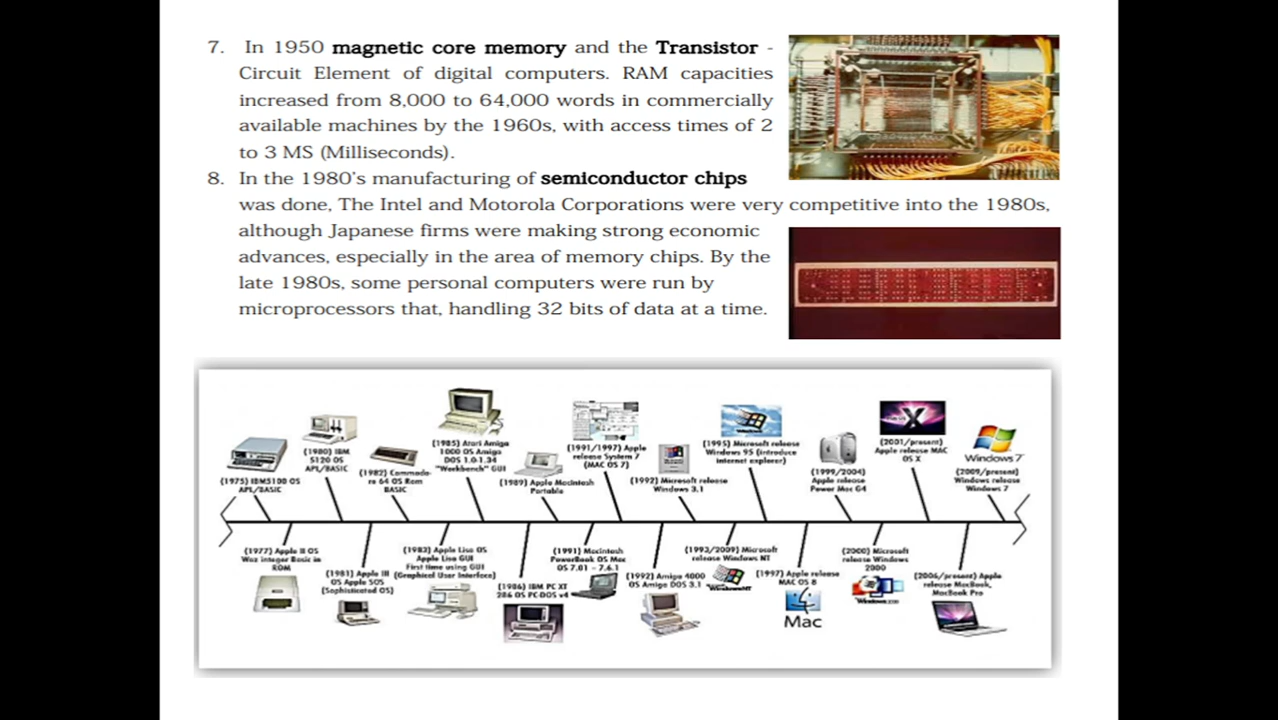 7. In 1950 magnetic core memory and the Transistor -
Circuit Element of digital computers. RAM capacities
increased from 8,000 to 64,000 words in commercially
available machines by the 1960s, with access times of 2
to 3 MS (Milliseconds).
8. In the 1980's manufacturing of semiconductor chips
was done, The Intel and Motorola Corporations were very competitive into the 1980s,
although Japanese firms were making strong economic
advances, especially in the area of memory chips. By the
late 1980s, some personal computers were run by
microprocessors that, handling 32 bits of data at a time.
(1975) IBM5100 OS
APL/BASIC
(1980) IBM
5120 OS
APL/BASIC
(1982) Commodo-
re 64 OS Rom
BASIC
(1985) Atari Amiga
1000 OS Amiga
DOS 1.0-1.34
"Workbench" GUI
(1989) Apple Macintosh
Portable
(1991/1997) Apple
release System 7
(MAC OS 7)
(1992) Microsoft release
Windows 3.1
(1995) Microsoft release
Windows 95 (introduce
internet explorer)
(1999/2004)
Apple release
Power Mac G4
(2001/present)
Apple release MAC
OS X
Windows 7
(2009/present)
Windows release
Windows 7
(1977) Apple II OS
Woz integer Basic in
ROM
(1981) Apple III
OS Apple SOS
(Sophisticated OS)
(1983) Apple Lisa OS
Apple Lisa GUI
First time using GUI
(Graphical User Interface)
(1986) IBM PC XT
286 OS PC-DOS v4
(1991) Macintosh
PowerBook OS Mac
OS 7.01 - 7.6.1
(1992) Amiga 4000
OS Amiga DOS 3.1
(1993/2009) Microsoft
release Windows NT
WindowsNT
(1997) Apple release
MAC OS 8
Mac
(2000) Microsoft
release Windows
2000
Windows 2000
(2006/present) Apple
release MacBook,
MacBook Pro